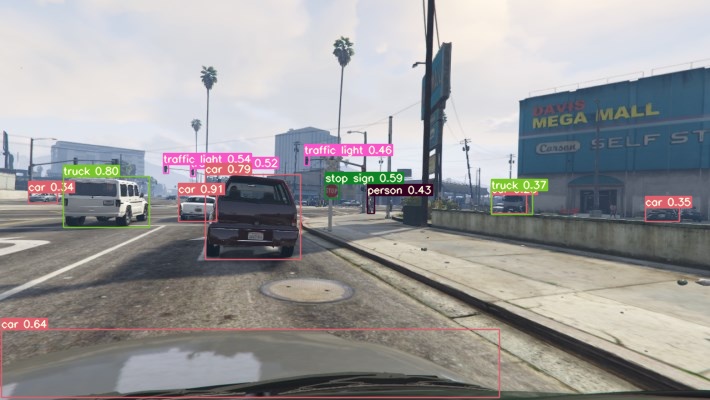 traffic light 0.46
traffic light 0.54
0.52
truck 0.80
car 0.79
stop sign 0.59
car 0.34
car 0.91
person 0.43
truck 0.37
car 0.35
car 0.64
DAVIS
MEGA MALL
Carson
SELF ST
STOP